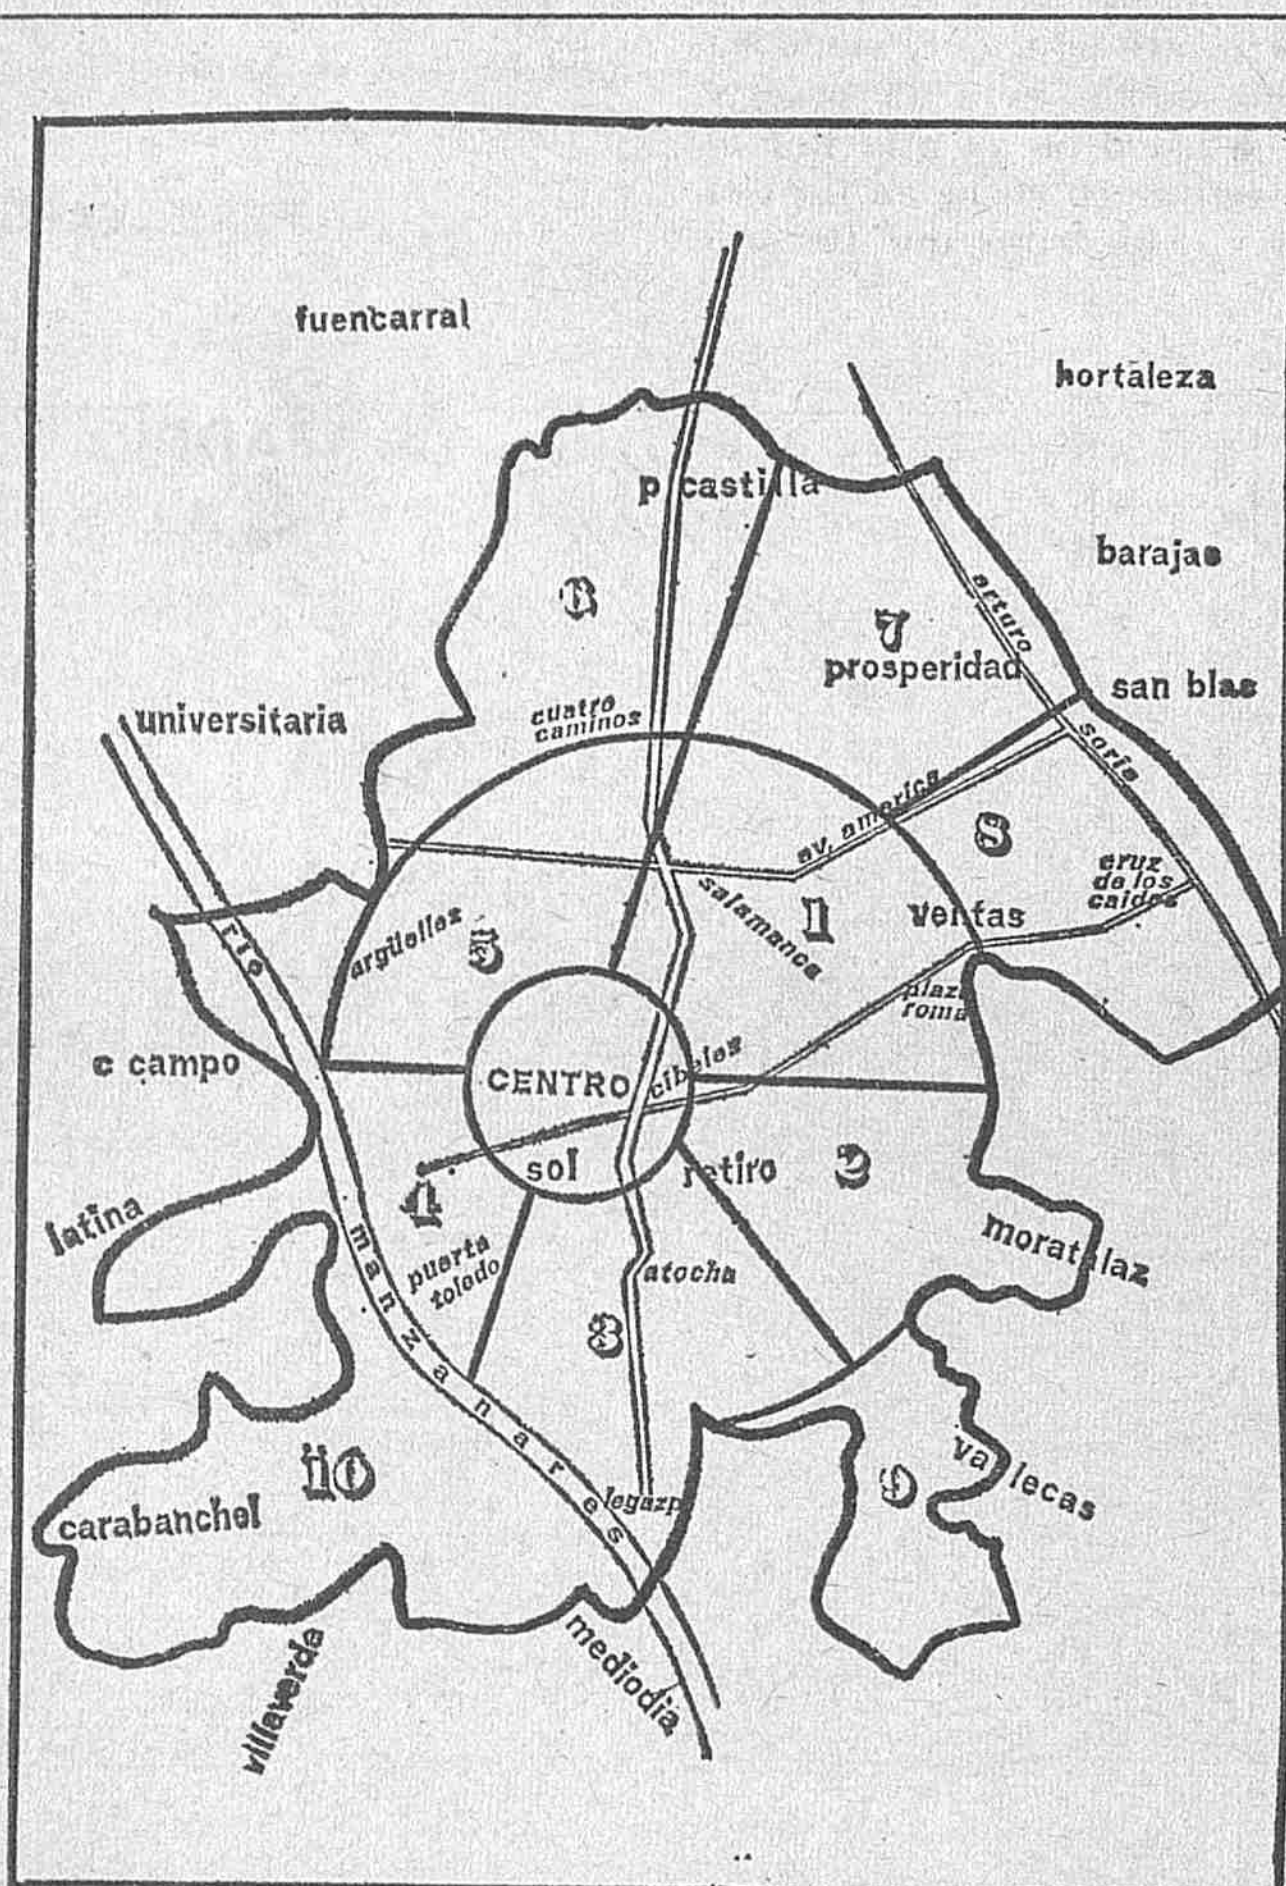 fuencarral
hortaleza
p castilla
barajas
6
arturo
7
prosperidad
san blas
universitaria
cuatro
caminos
soria
av. america
8
cruz
de los
caidos
salamanca
1
ventas
argüelles
5
rio
plaza
roma
c campo
CENTRO
cibeles
sol
retiro
2
4
latina
moratalaz
puerta
toledo
atocha
manzanares
3
10
vallecas
9
legazpi
carabanchel
mediodia
villaverde